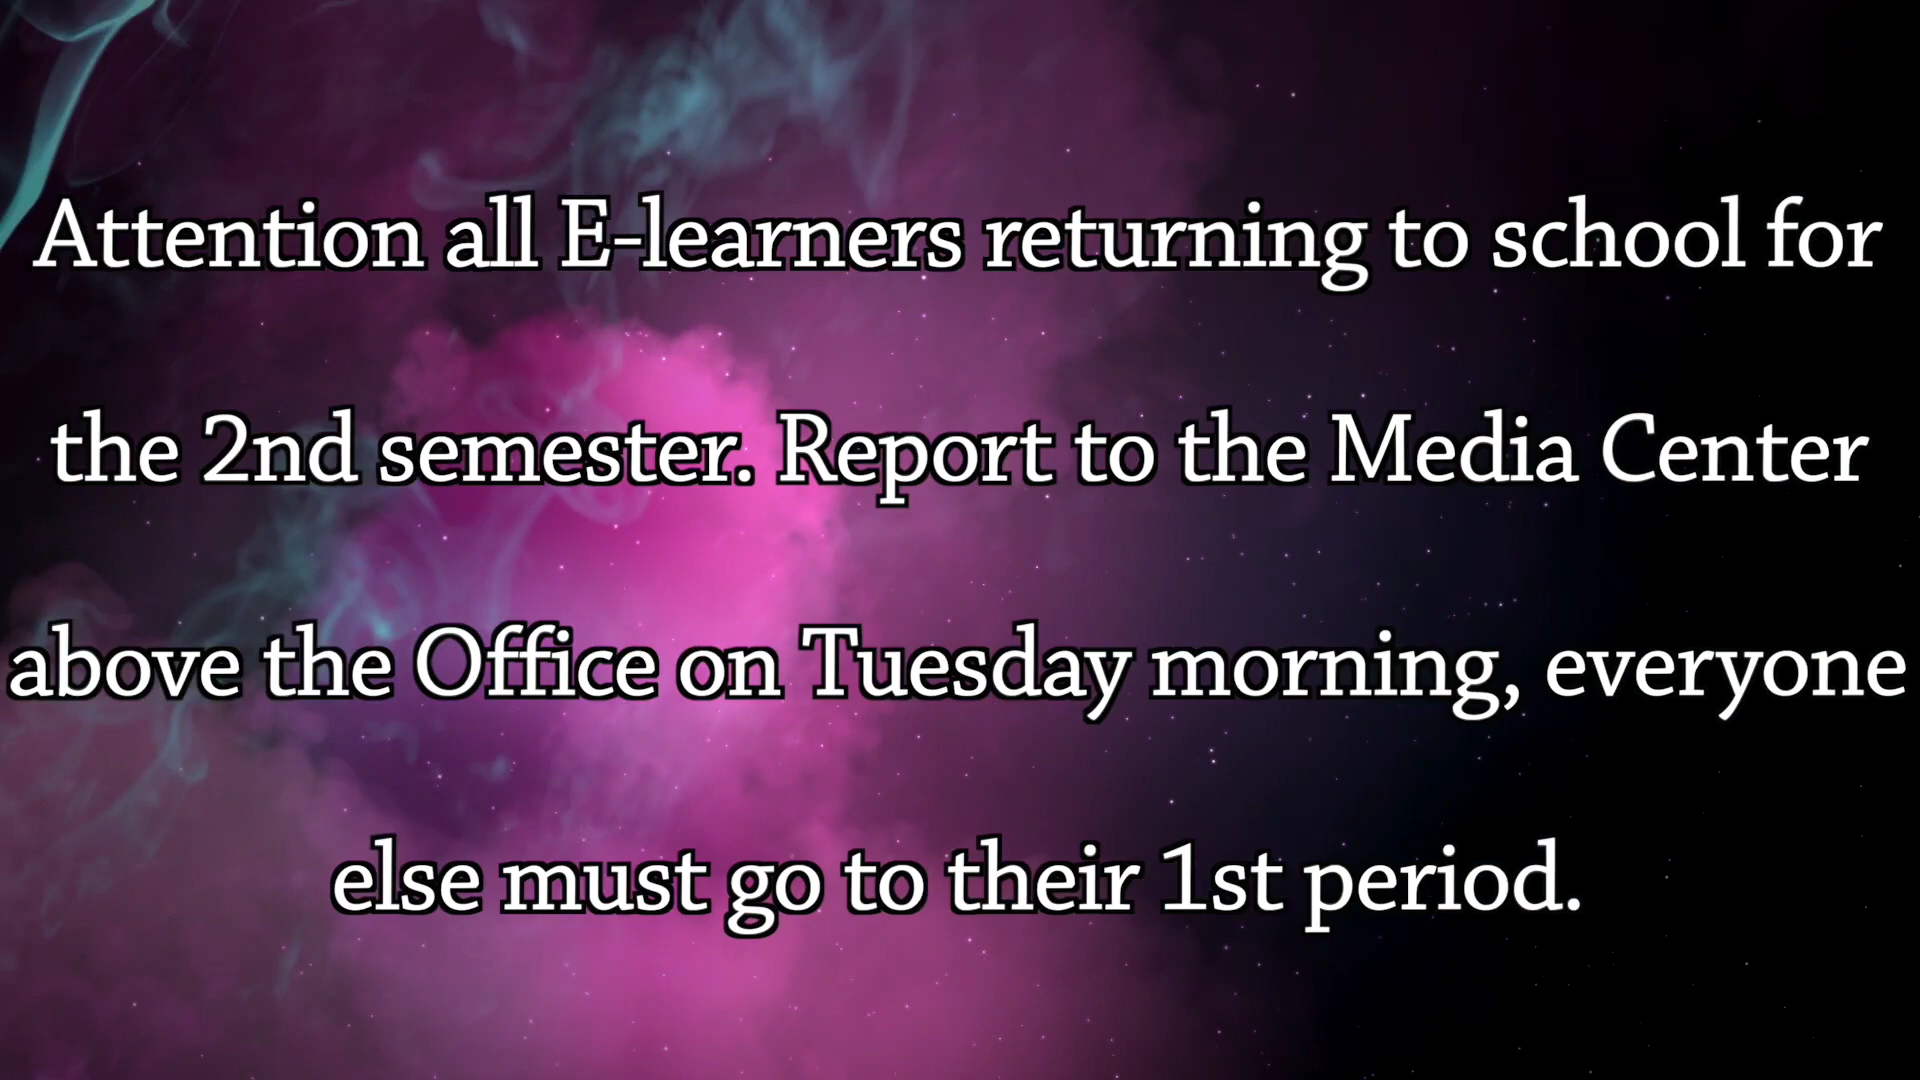 Attention all E-learners returning to school for
the 2nd semester. Report to the Media Center
above the Office on Tuesday morning, everyone
else must go to their 1st period.